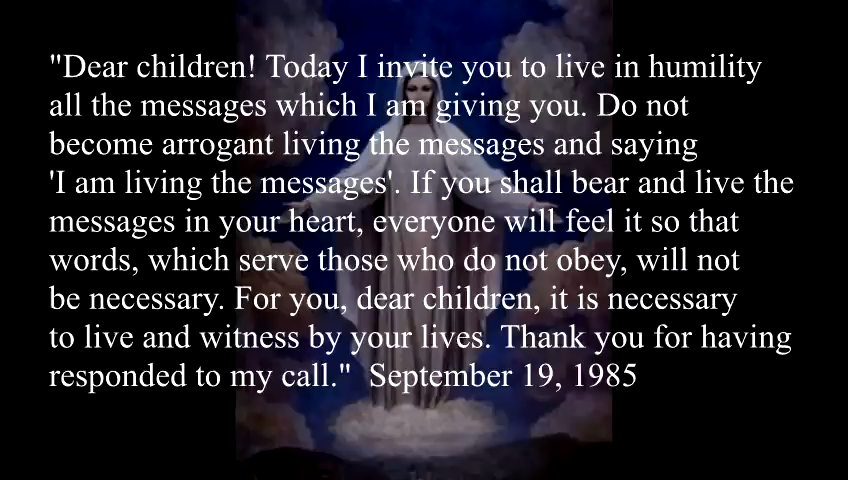 "Dear children! Today I invite you to live in humility
all the messages which I am giving you. Do not
become arrogant living the messages and saying
'I am living the messages'. If you shall bear and live the
messages in your heart, everyone will feel it so that
words, which serve those who do not obey, will not
be necessary. For you, dear children, it is necessary
to live and witness by your lives. Thank you for having
responded to my call."  September 19, 1985